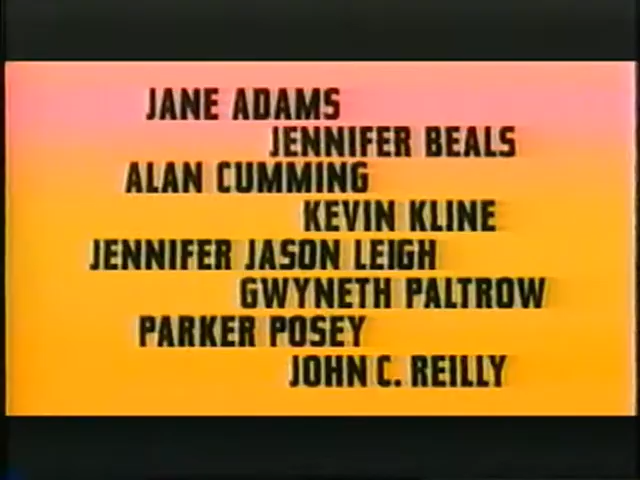 JANE ADAMS
JENNIFER BEALS
ALAN CUMMING
KEVIN KLINE
JENNIFER JASON LEIGH
GWYNETH PALTROW
PARKER POSEY
JOHN C. REILLY